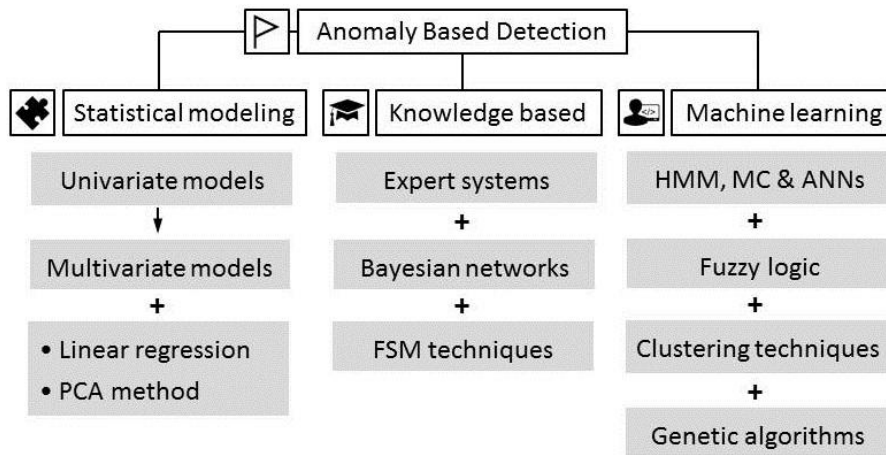 Anomaly Based Detection
Statistical modeling
Univariate models
Multivariate models
+
• Linear regression
• PCA method
Knowledge based
Expert systems
+
Bayesian networks
+
FSM techniques
</>
Machine learning
HMM, MC & ANNs
+
Fuzzy logic
+
Clustering techniques
+
Genetic algorithms